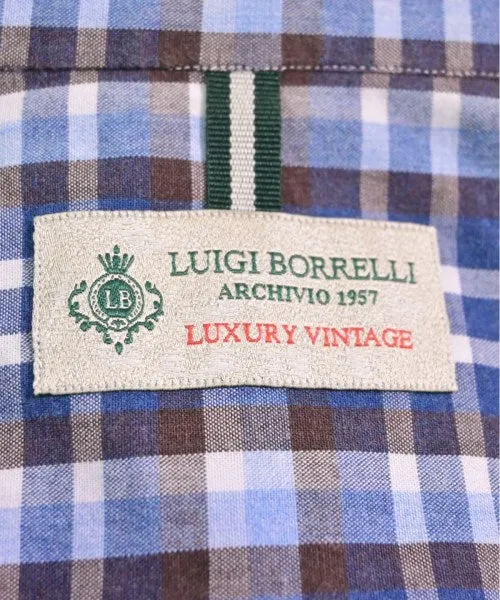 LB
LUIGI BORRELLI
ARCHIVIO 1957
LUXURY VINTAGE